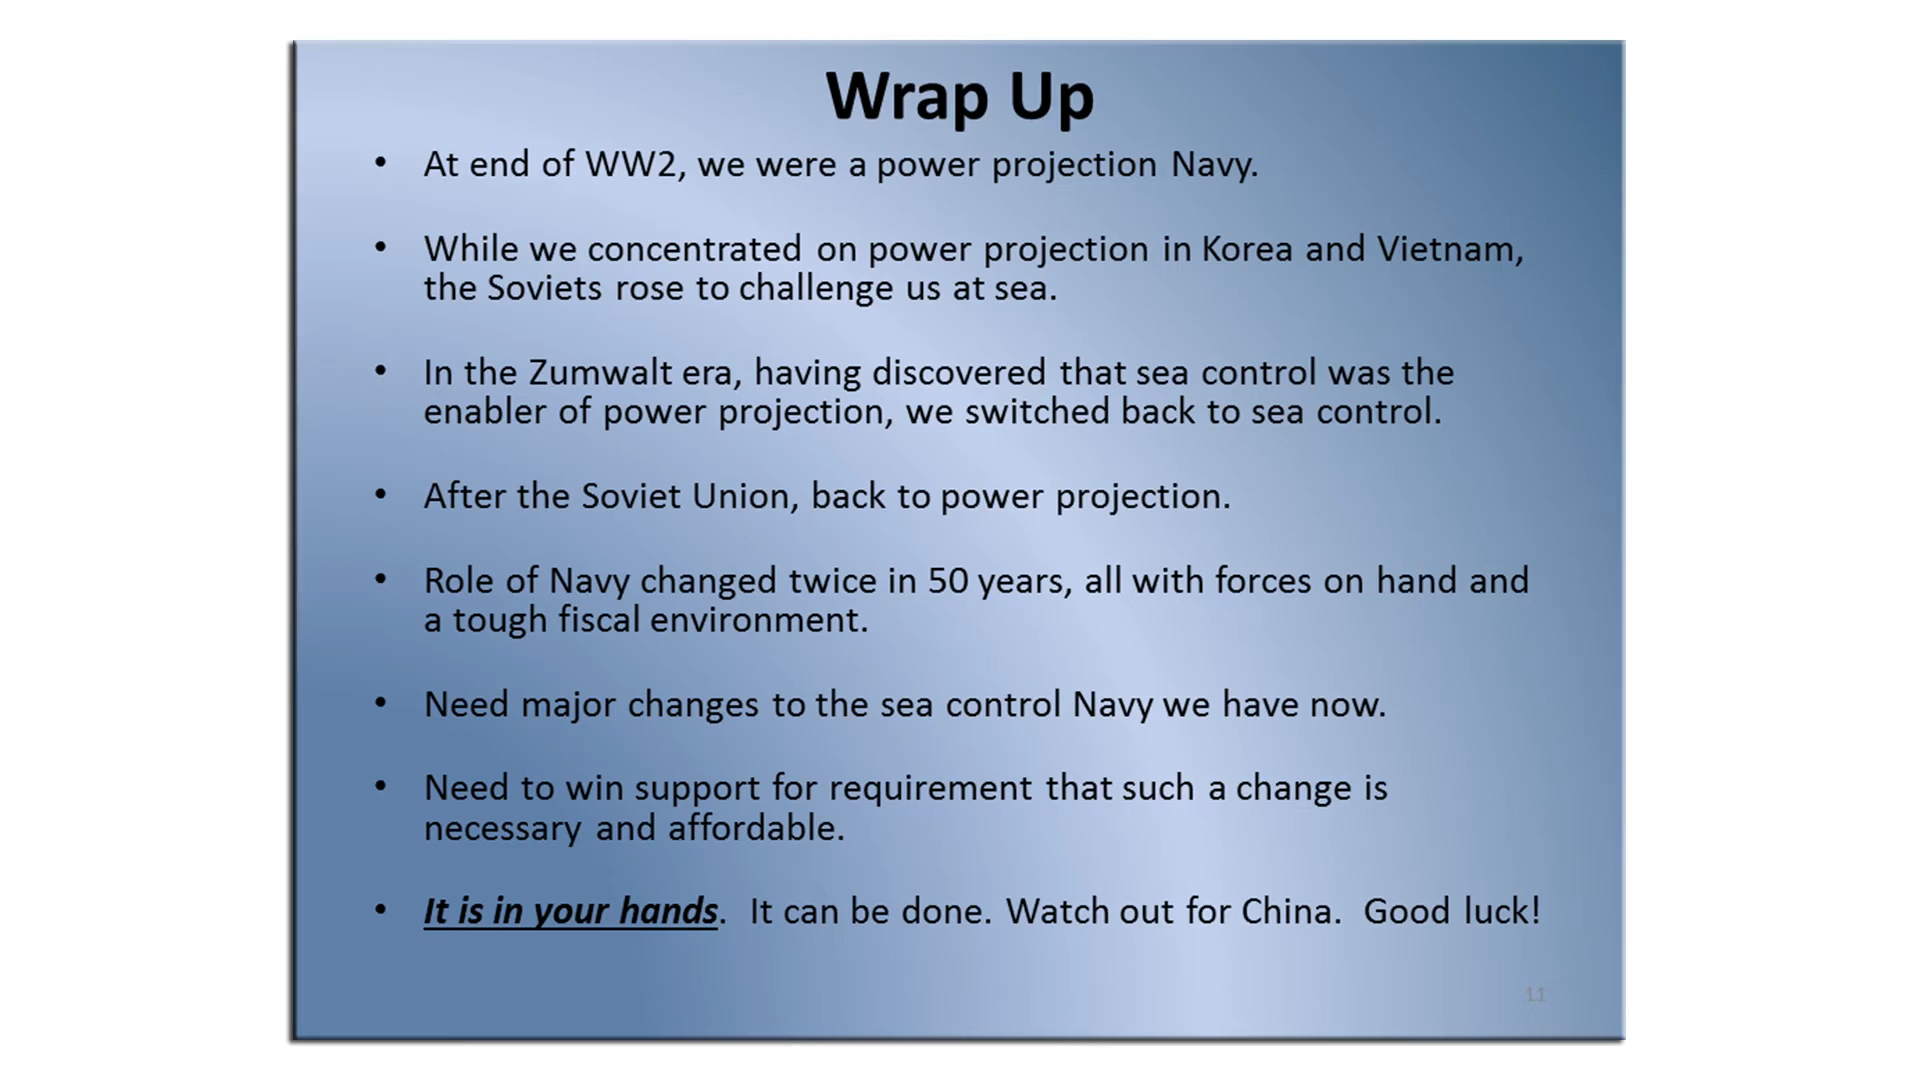 Wrap Up
• At end of WW2, we were a power projection Navy.
• While we concentrated on power projection in Korea and Vietnam,
the Soviets rose to challenge us at sea.
• In the Zumwalt era, having discovered that sea control was the
enabler of power projection, we switched back to sea control.
• After the Soviet Union, back to power projection.
• Role of Navy changed twice in 50 years, all with forces on hand and
a tough fiscal environment.
• Need major changes to the sea control Navy we have now.
• Need to win support for requirement that such a change is
necessary and affordable.
• It is in your hands. It can be done. Watch out for China. Good luck!
11